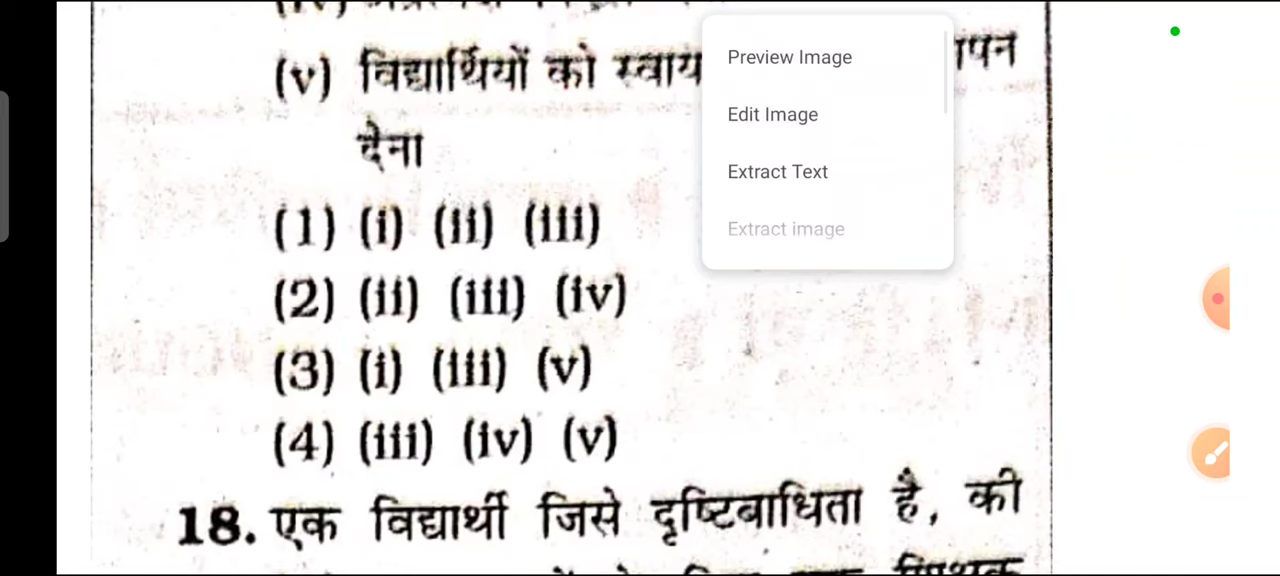 (v) विद्यार्थियों को स्वाय
देना
(1) (i) (ii) (iii)
(2) (ii) (iii) (iv)
(3) (i) (iii) (v)
(4) (iii) (iv) (v)
18. एक विद्यार्थी जिसे दृष्टिबाधिता है, की
Preview Image
Edit Image
Extract Text
Extract image